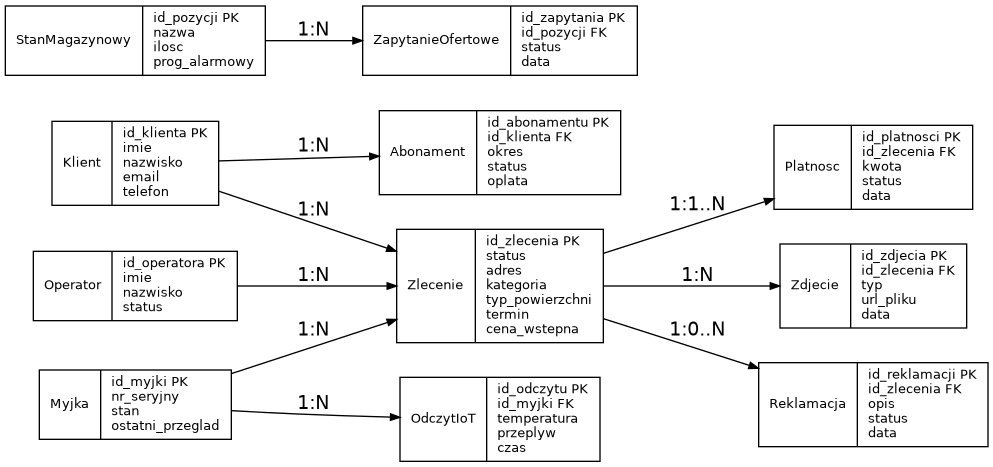 StanMagazynowy
id_pozycji PK
nazwa
ilosc
prog_alarmowy
1:N
ZapytanieOfertowe
id_zapytania PK
id_pozycji FK
status
data
Klient
id_klienta PK
imie
nazwisko
email
telefon
1:N
1:N
Abonament
id_abonamentu PK
id_klienta FK
okres
status
oplata
Operator
id_operatora PK
imie
nazwisko
status
1:N
Zlecenie
id_zlecenia PK
status
adres
kategoria
typ_powierzchni
termin
cena_wstepna
1:1..N
1:N
1:0..N
Platnosc
id_platnosci PK
id_zlecenia FK
kwota
status
data
Zdjecie
id_zdjecia PK
id_zlecenia FK
typ
url_pliku
data
Reklamacja
id_reklamacji PK
id_zlecenia FK
opis
status
data
Myjka
id_myjki PK
nr_seryjny
stan
ostatni_przeglad
1:N
1:N
OdczytIoT
id_odczytu PK
id_myjki FK
temperatura
przeplyw
czas